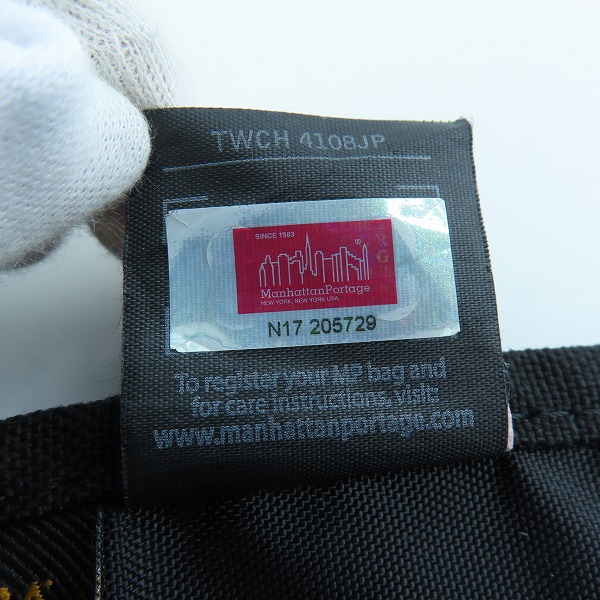 TWCH 4108JP
SINCE 1983
®
ManhattanPortage
NEW YORK, NEW YORK USA
N17 205729
To register your MP bag and
for care instructions, visit:
www.manhattanportage.com